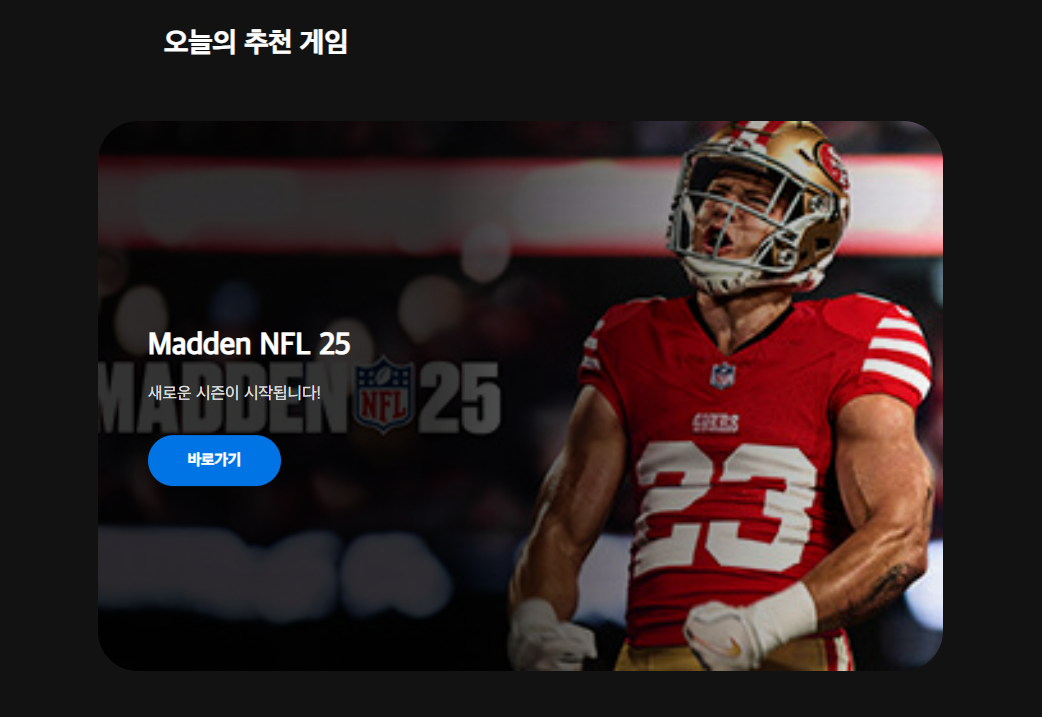 오늘의 추천 게임
Madden NFL 25
새로운 시즌이 시작됩니다!
MADDEN NFL 25
바로가기
NFL
49ERS
23